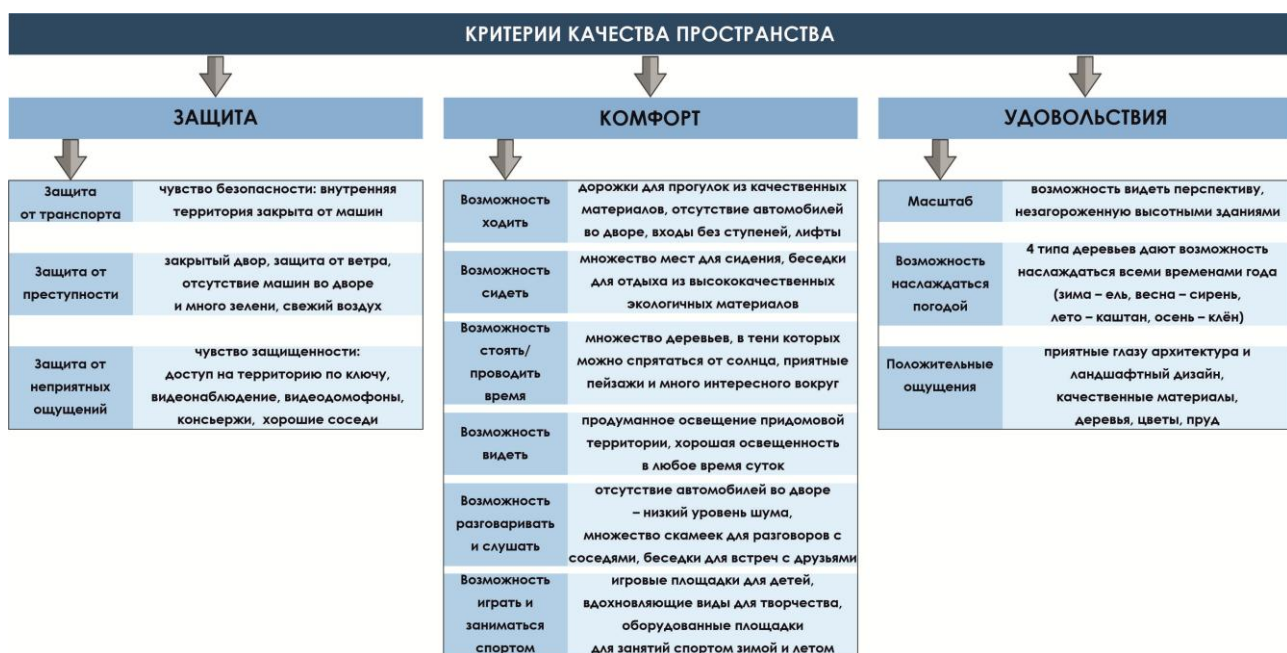 КРИТЕРИИ КАЧЕСТВА ПРОСТРАНСТВА
ЗАЩИТА
Защита
от транспорта
чувство безопасности: внутренняя
территория закрыта от машин
Защита от
преступности
закрытый двор, защита от ветра,
отсутствие машин во дворе
и много зелени, свежий воздух
Защита от
неприятных
ощущений
чувство защищенности:
доступ на территорию по ключу,
видеонаблюдение, видеодомофоны,
консьержи, хорошие соседи
КОМФОРТ
Возможность
ходить
дорожки для прогулок из качественных
материалов, отсутствие автомобилей
во дворе, входы без ступеней, лифты
Возможность
сидеть
множество мест для сидения, беседки
для отдыха из высококачественных
экологичных материалов
Возможность
стоять/
проводить
время
множество деревьев, в тени которых
можно спрятаться от солнца, приятные
пейзажи и много интересного вокруг
Возможность
видеть
продуманное освещение придомовой
территории, хорошая освещенность
в любое время суток
Возможность
разговаривать
и слушать
отсутствие автомобилей во дворе
– низкий уровень шума,
множество скамеек для разговоров с
соседями, беседки для встреч с друзьями
Возможность
играть и
заниматься
спортом
игровые площадки для детей,
вдохновляющие виды для творчества,
оборудованные площадки
для занятий спортом зимой и летом
УДОВОЛЬСТВИЯ
Масштаб
возможность видеть перспективу,
незагороженную высотными зданиями
Возможность
наслаждаться
погодой
4 типа деревьев дают возможность
наслаждаться всеми временами года
(зима – ель, весна – сирень,
лето – каштан, осень – клён)
Положительные
ощущения
приятные глазу архитектура и
ландшафтный дизайн,
качественные материалы,
деревья, цветы, пруд